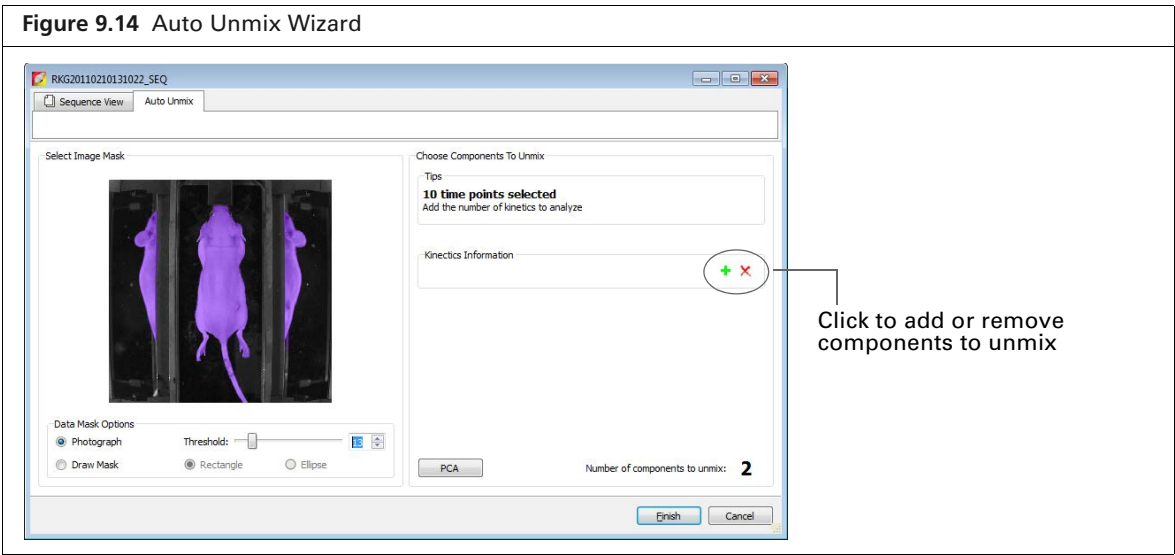 Figure 9.14 Auto Unmix Wizard
RKG20110210131022_SEQ
Sequence View Auto Unmix
Select Image Mask
Choose Components To Unmix
Tips
10 time points selected
Add the number of kinetics to analyze
Kinectics Information
Click to add or remove
components to unmix
Data Mask Options
Photograph Threshold: 13
Draw Mask Rectangle Ellipse
PCA Number of components to unmix: 2
Finish Cancel